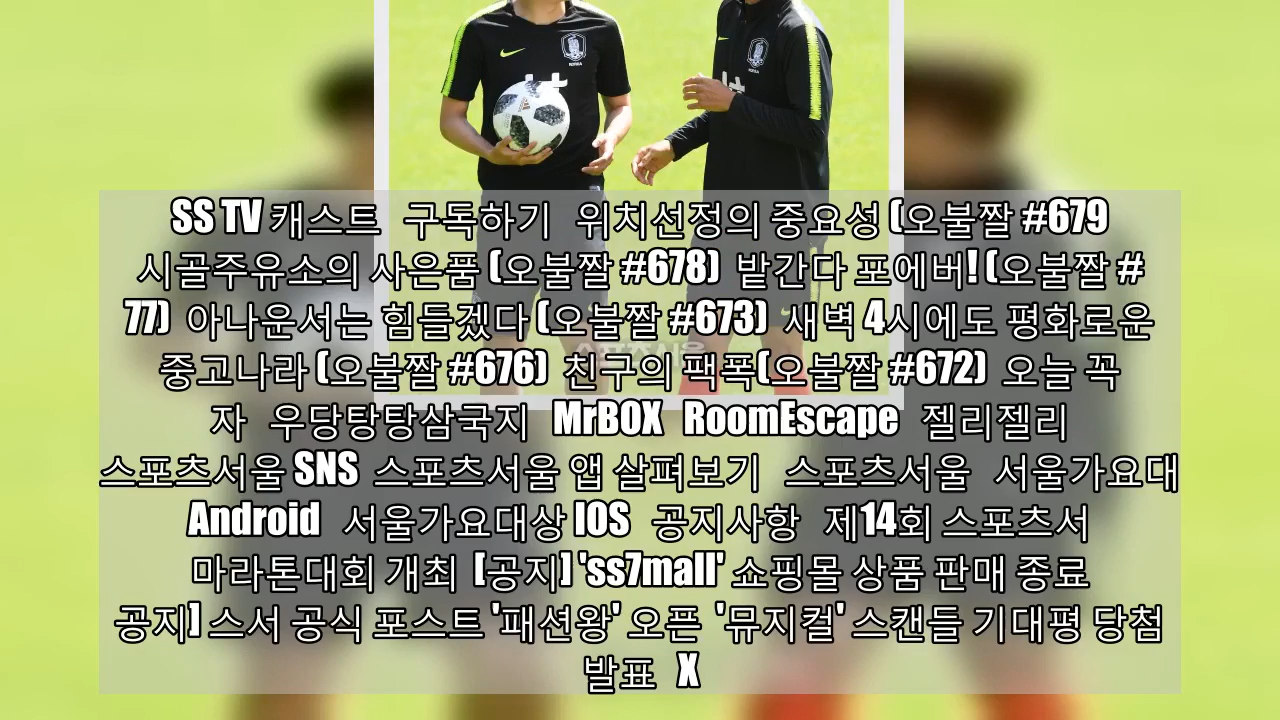 SS TV 캐스트 구독하기 위치선정의 중요성 (오불짤 #679
시골주유소의 사은품 (오불짤 #678) 밭간다 포에버! (오불짤 #
77) 아나운서는 힘들겠다 (오불짤 #673) 새벽 4시에도 평화로운
중고나라 (오불짤 #676) 친구의 팩폭(오불짤 #672) 오늘 꼭
자 우당탕탕삼국지 MrBOX RoomEscape 젤리젤리
스포츠서울 SNS 스포츠서울 앱 살펴보기 스포츠서울 서울가요대
Android 서울가요대상 IOS 공지사항 제14회 스포츠서
마라톤대회 개최 [공지] 'ss7mall' 쇼핑몰 상품 판매 종료
공지] 스서 공식 포스트 '패션왕' 오픈 '뮤지컬' 스캔들 기대평 당첨
발표 X